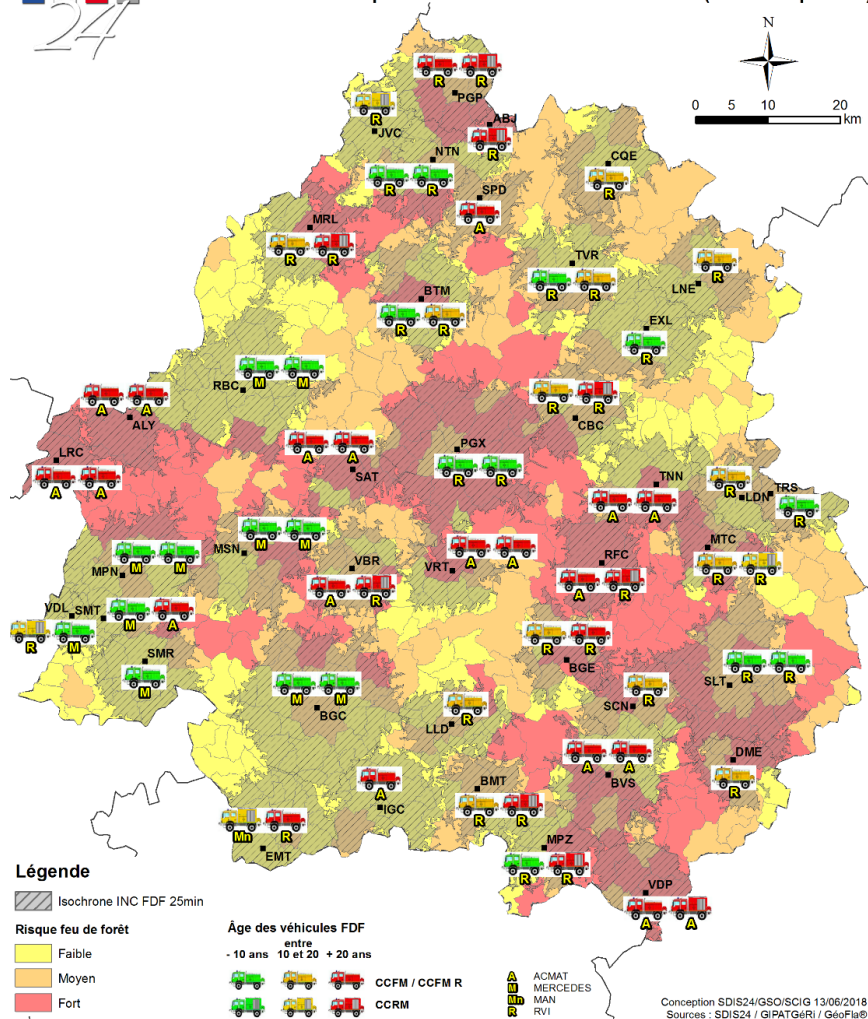 24
N
0 5 10 20
km
R R
PGP
R
JVC
ABJ
R
NTN
R R
CQE
R
SPD
A
MRL
R R
TVR
R R
R
LNE
BTM
R R
EXL
R
M M
RBC
A A
ALY
R R
CBC
LRC
A A
A A
SAT
PGX
R R
TNN
A A
R
LDN
TRS
R
M M
MSN
M M
MPN
VBR
A R
A A
VRT
RFC
A R
MTC
R R
VDL SMT
M A
R M
SMR
M
R R
BGE
R R
SLT
M M
BGC
R
LLD
R
SCN
A A
BVS
DME
R
A
IGC
BMT
R R
Mn R
EMT
MPZ
R R
VDP
A A
Légende
Isochrone INC FDF 25min
Risque feu de forêt
Faible
Moyen
Fort
Âge des véhicules FDF
- 10 ans entre 10 et 20 + 20 ans
CCFM / CCFM R
CCRM
A ACMAT
M MERCEDES
Mn MAN
R RVI
Conception SDIS24/GSO/SCIG 13/06/2018
Sources : SDIS24 / GIPATGéRi / GéoFla®